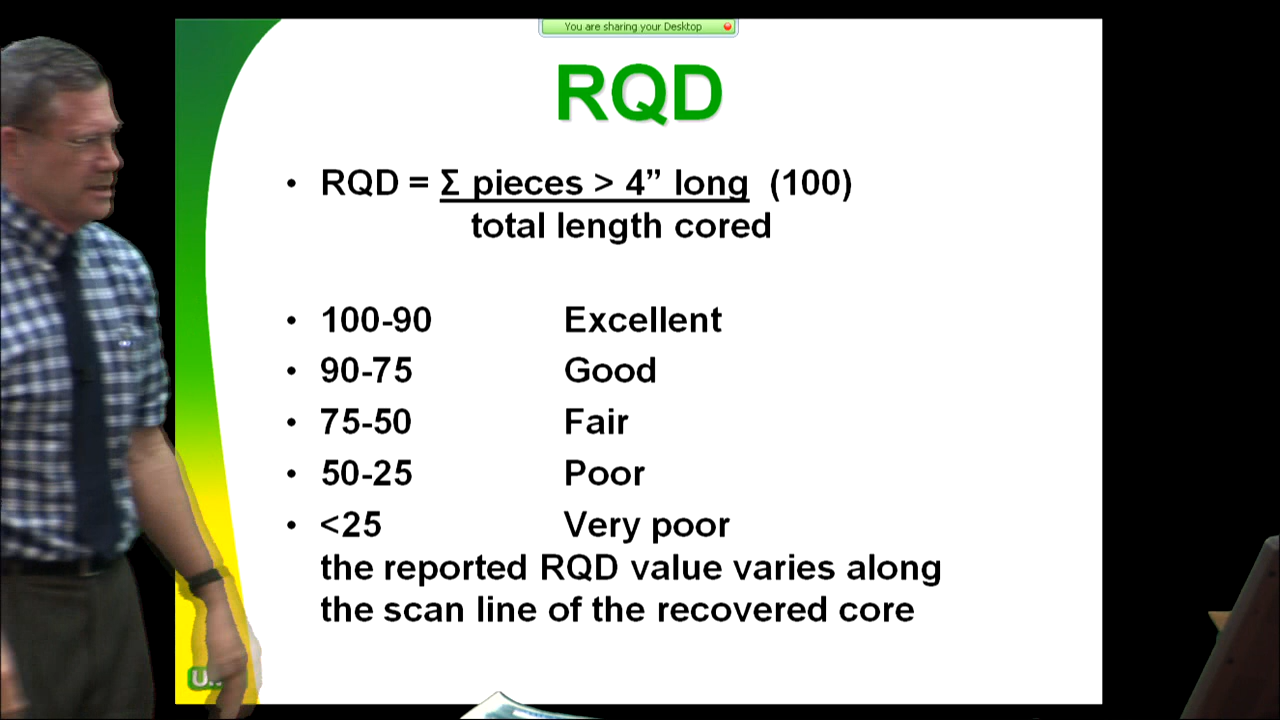 You are sharing your Desktop
RQD
• RQD = Σ pieces > 4” long (100)
total length cored
• 100-90 Excellent
• 90-75 Good
• 75-50 Fair
• 50-25 Poor
• <25 Very poor
the reported RQD value varies along
the scan line of the recovered core